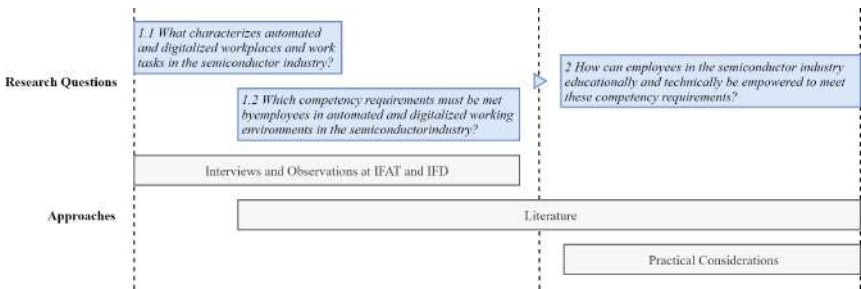 Research Questions
1.1 What characterizes automated
and digitalized workplaces and work
tasks in the semiconductor industry?
1.2 Which competency requirements must be met
byemployees in automated and digitalized working
environments in the semiconductorindustry?
2 How can employees in the semiconductor industry
educationally and technically be empowered to meet
these competency requirements?
Approaches
Interviews and Observations at IFAT and IFD
Literature
Practical Considerations